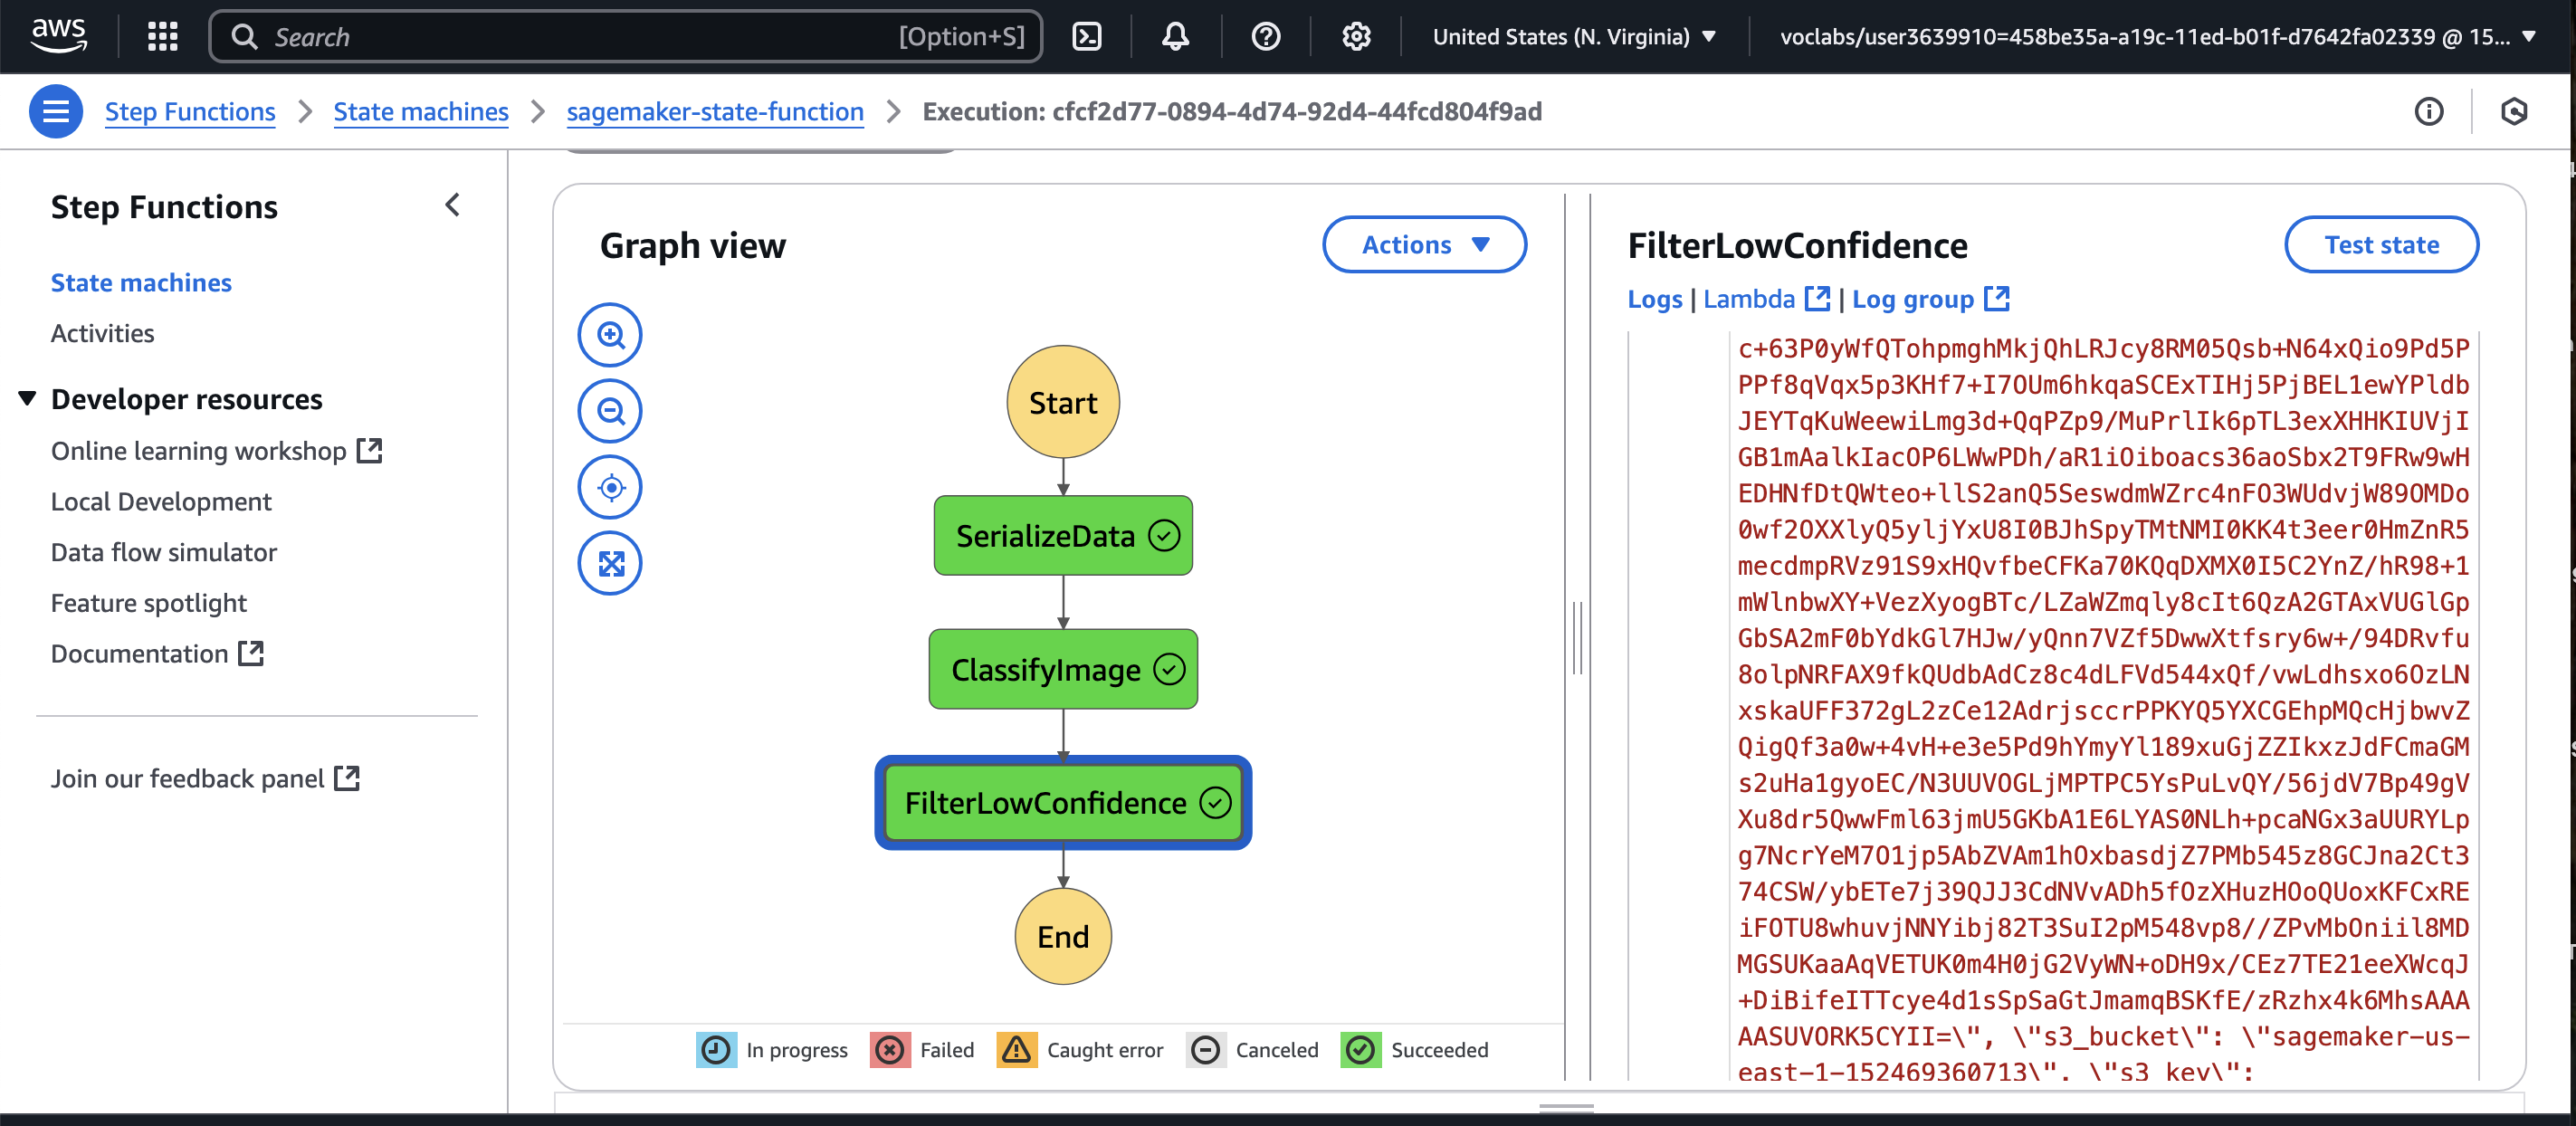 aws
Search
[Option+S]
United States (N. Virginia)
voclabs/user3639910=458be35a-a19c-11ed-b01f-d7642fa02339 @ 15...
Step Functions
State machines
sagemaker-state-function
Execution: cfcf2d77-0894-4d74-92d4-44fcd804f9ad
Step Functions
State machines
Activities
Developer resources
Online learning workshop
Local Development
Data flow simulator
Feature spotlight
Documentation
Join our feedback panel
Graph view
Actions
Start
SerializeData
ClassifyImage
FilterLowConfidence
End
In progress
Failed
Caught error
Canceled
Succeeded
FilterLowConfidence
Test state
Logs | Lambda | Log group
c+63P0yWfQTohpmghMkjQhLRJcy8RM05Qsb+N64xQio9Pd5P
PPf8qVqx5p3KHf7+I7OUm6hkqaSCExTIHj5PjBEL1ewYPldb
JEYTqKuWeewiLmg3d+QqPZp9/MuPrlIk6pTL3exXHHKIUVjI
GB1mAalkIacOP6LWwPDh/aR1iOiboacs36aoSbx2T9FRw9wH
EDHNfDtQWteo+llS2anQ5SeswdmWZrc4nFO3WUdvjW89OMDo
0wf2OXXlyQ5yljYxU8I0BJhSpyTMtNMI0KK4t3eer0HmZnR5
mecdmpRVz91S9xHQvfbeCFKa70KQqDXMX0I5C2YnZ/hR98+1
mWlnbwXY+VezXyogBTc/LZaWZmqly8cIt6QzA2GTAxVUGlGp
GbSA2mF0bYdkGl7HJw/yQnn7VZf5DwwXtfsry6w+/94DRvfu
8olpNRFAX9fkQUdbAdCz8c4dLFVd544xQf/vwLdhsxo6OzLN
xskaUFF372gL2zCe12AdrjsccrPPKYQ5YXCGEhpMQcHjbwvZ
QigQf3a0w+4vH+e3e5Pd9hYmyYl189xuGjZZIkxzJdFCmaGM
s2uHa1gyoEC/N3UUVOGLjMPTPC5YsPuLvQY/56jdV7Bp49gV
Xu8dr5QwwFml63jmU5GKbA1E6LYAS0NLh+pcaNGx3aUURYLp
g7NcrYeM7O1jp5AbZVAm1hOxbasdjZ7PMb545z8GCJna2Ct3
74CSW/ybETe7j39QJJ3CdNVvADh5fOzXHuzHOoQUoxKFCxRE
iFOTU8whuvjNNYibj82T3SuI2pM548vp8//ZPvMbOniil8MD
MGSUKaaAqVETUK0m4H0jG2VyWN+oDH9x/CEz7TE21eeXWcqJ
+DiBifeITTcye4d1sSpSaGtJmamqBSKfE/zRzhx4k6MhsAAA
AASUVORK5CYII=\", \"s3_bucket\": \"sagemaker-us-
east-1-152469360713\", \"s3_key\":